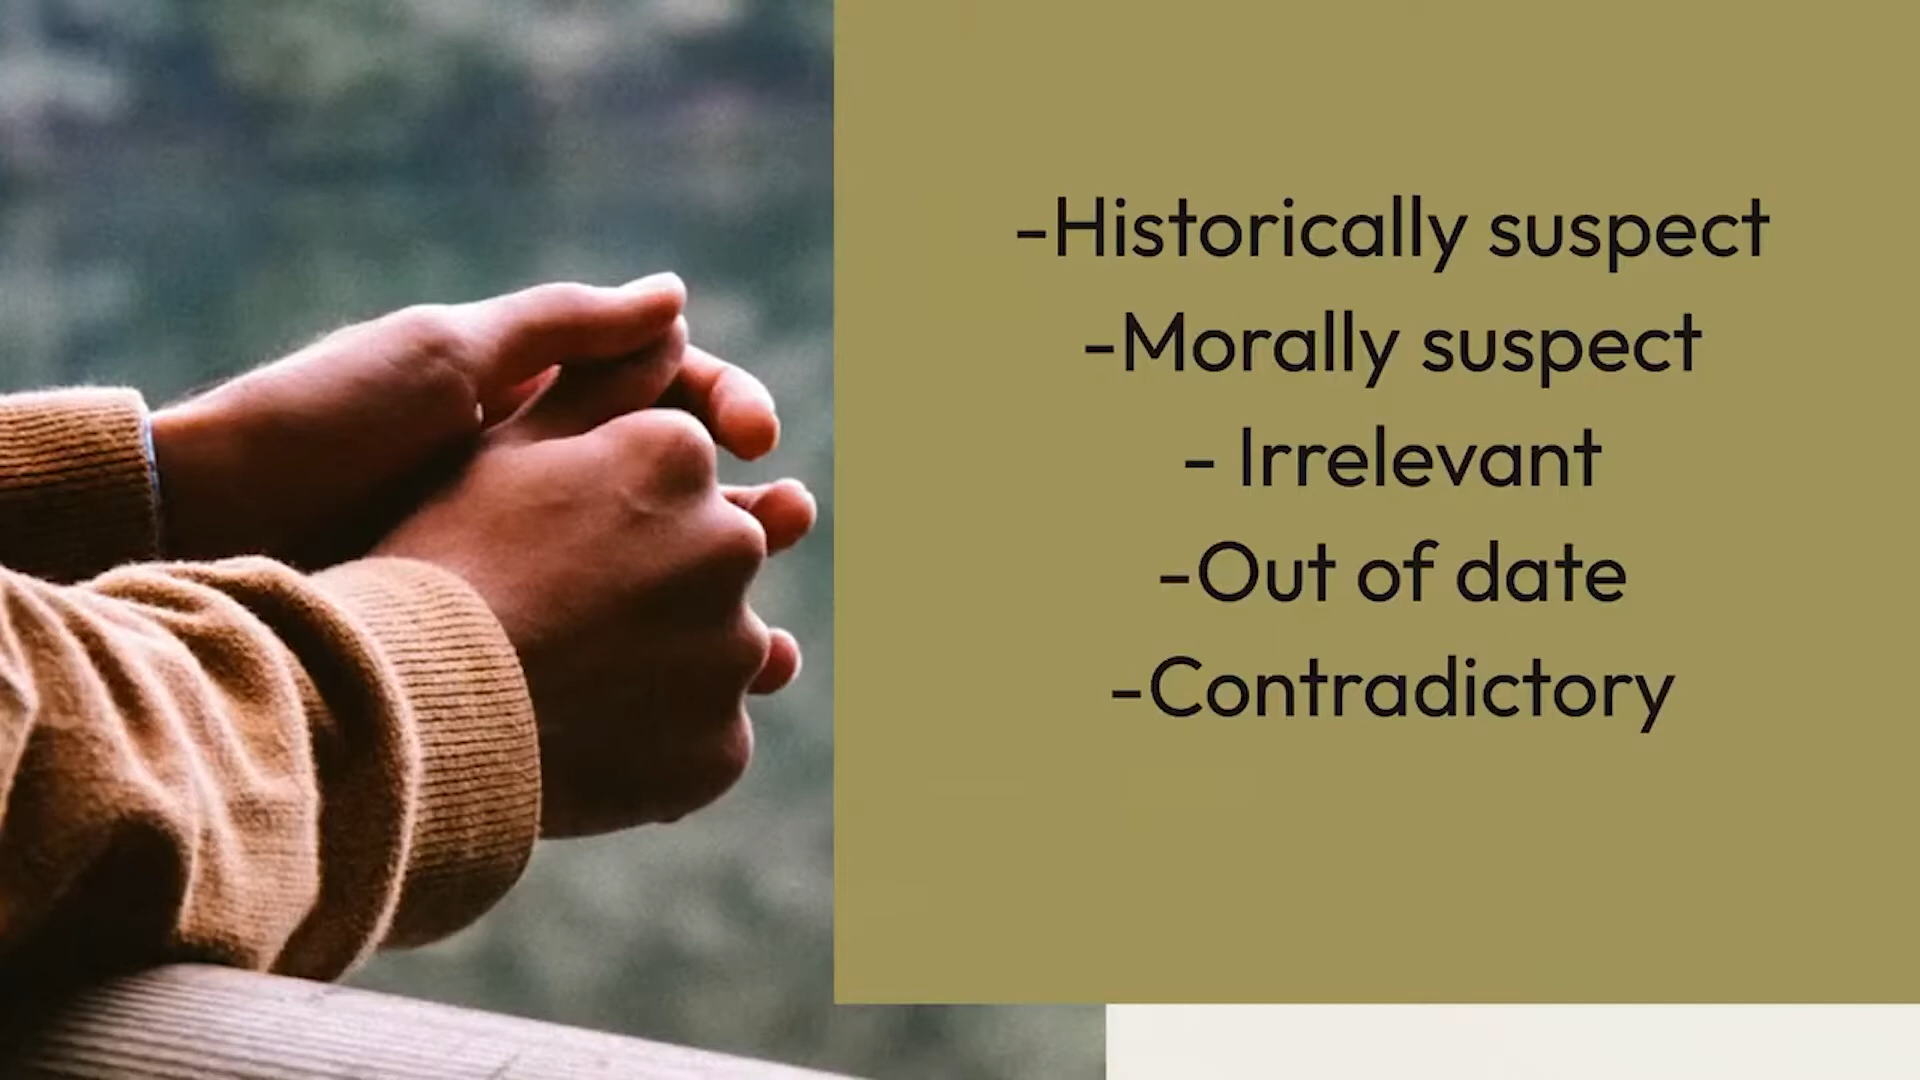 -Historically suspect
-Morally suspect
- Irrelevant
-Out of date
-Contradictory